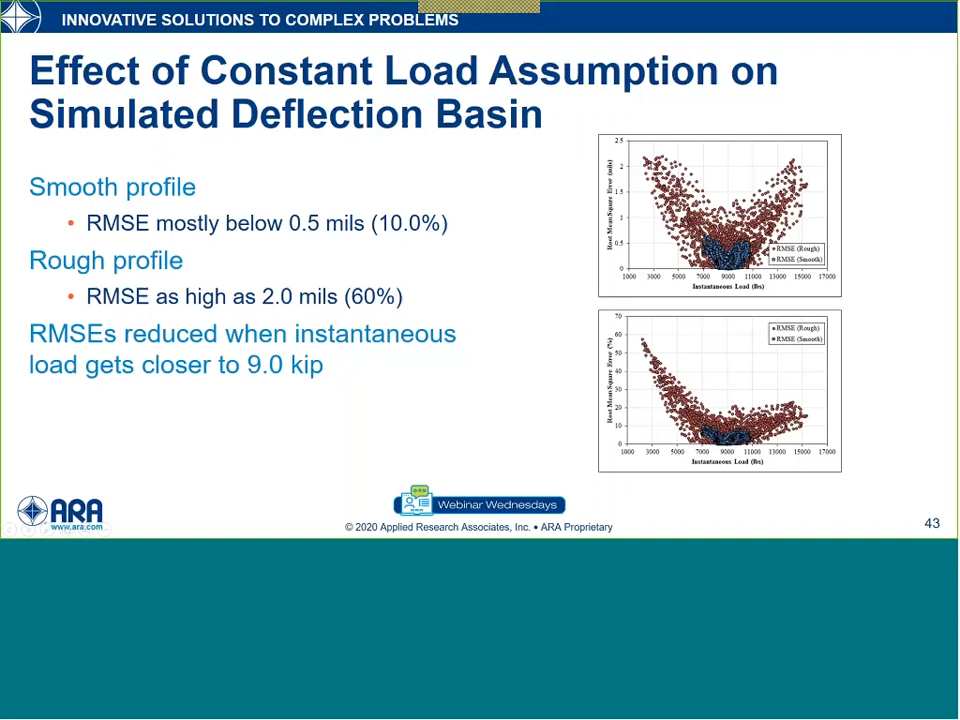 INNOVATIVE SOLUTIONS TO COMPLEX PROBLEMS
Effect of Constant Load Assumption on
Simulated Deflection Basin
Smooth profile
• RMSE mostly below 0.5 mils (10.0%)
Rough profile
• RMSE as high as 2.0 mils (60%)
RMSEs reduced when instantaneous
load gets closer to 9.0 kip
Root Mean Square Error (mils)
2.5
2
1.5
1
0.5
0
1000 3000 5000 7000 9000 11000 13000 15000 17000
Instantaneous Load (lbs)
RMSE (Rough)
RMSE (Smooth)
Root Mean Square Error (%)
70
60
50
40
30
20
10
0
1000 3000 5000 7000 9000 11000 13000 15000 17000
Instantaneous Load (lbs)
RMSE (Rough)
RMSE (Smooth)
ARA
www.ara.com
Webinar Wednesdays
© 2020 Applied Research Associates, Inc. • ARA Proprietary
43